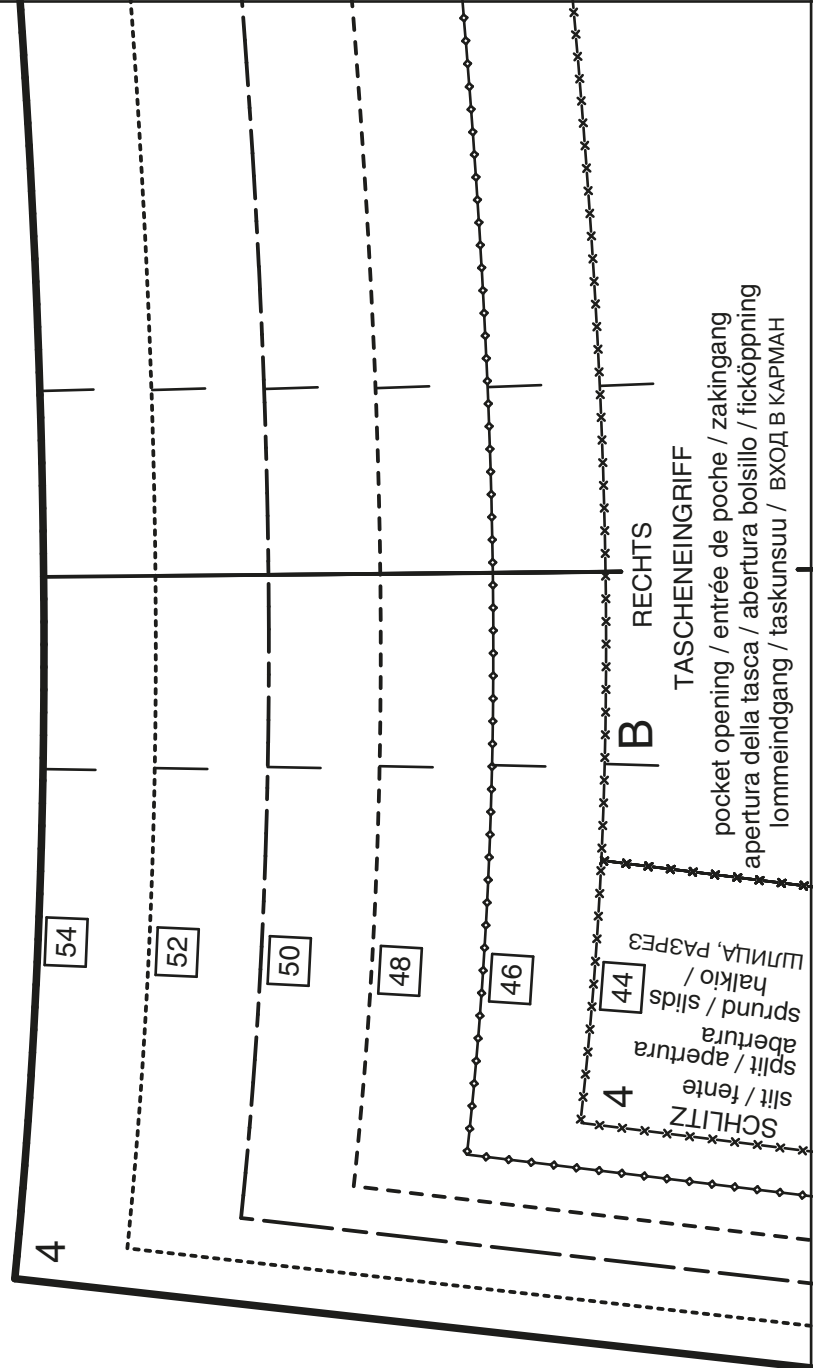 54
52
50
48
46
44
4
4
B
RECHTS
TASCHENEINGRIFF
pocket opening / entrée de poche / zakingang
apertura della tasca / abertura bolsillo / ficköppning
lommeindgang / taskunsuu / ВХОД В КАРМАН
SCHLITZ
slit / fente
split / apertura
abertura
sprund / slids
halkio /
ШЛИЦА, РАЗРЕЗ